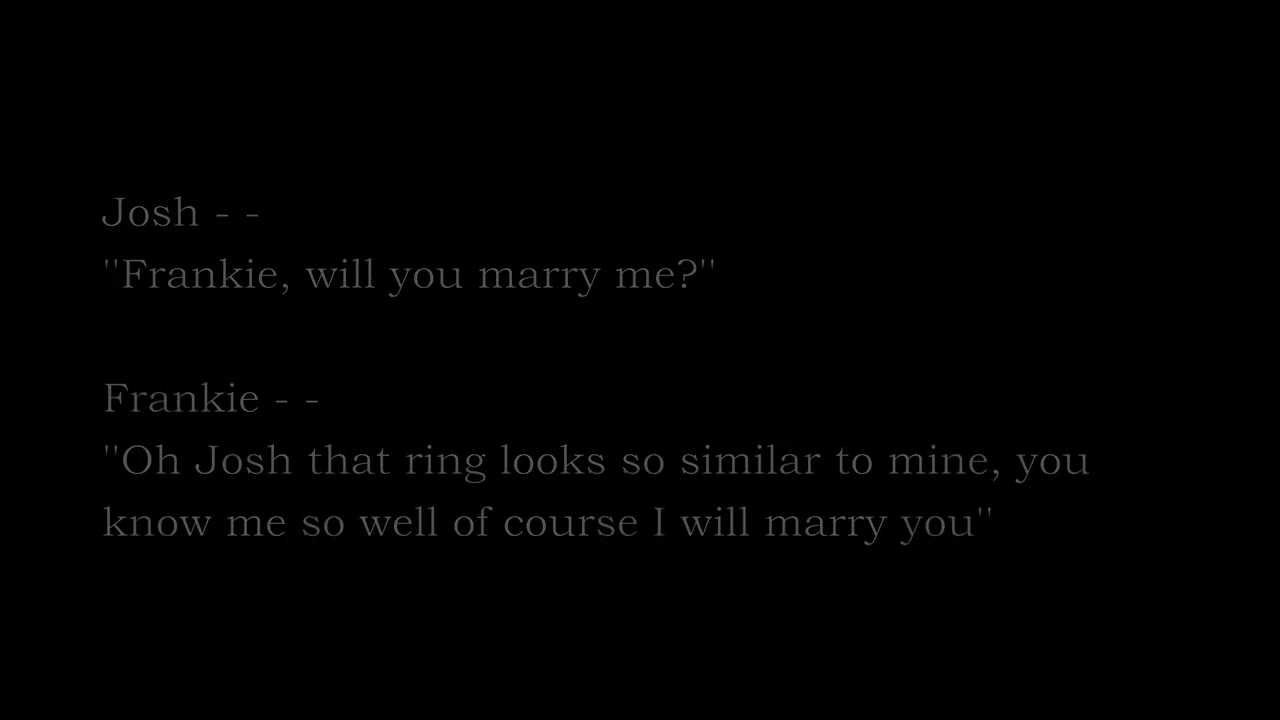 Josh - -
"Frankie, will you marry me?"
Frankie - -
"Oh Josh that ring looks so similar to mine, you
know me so well of course I will marry you"